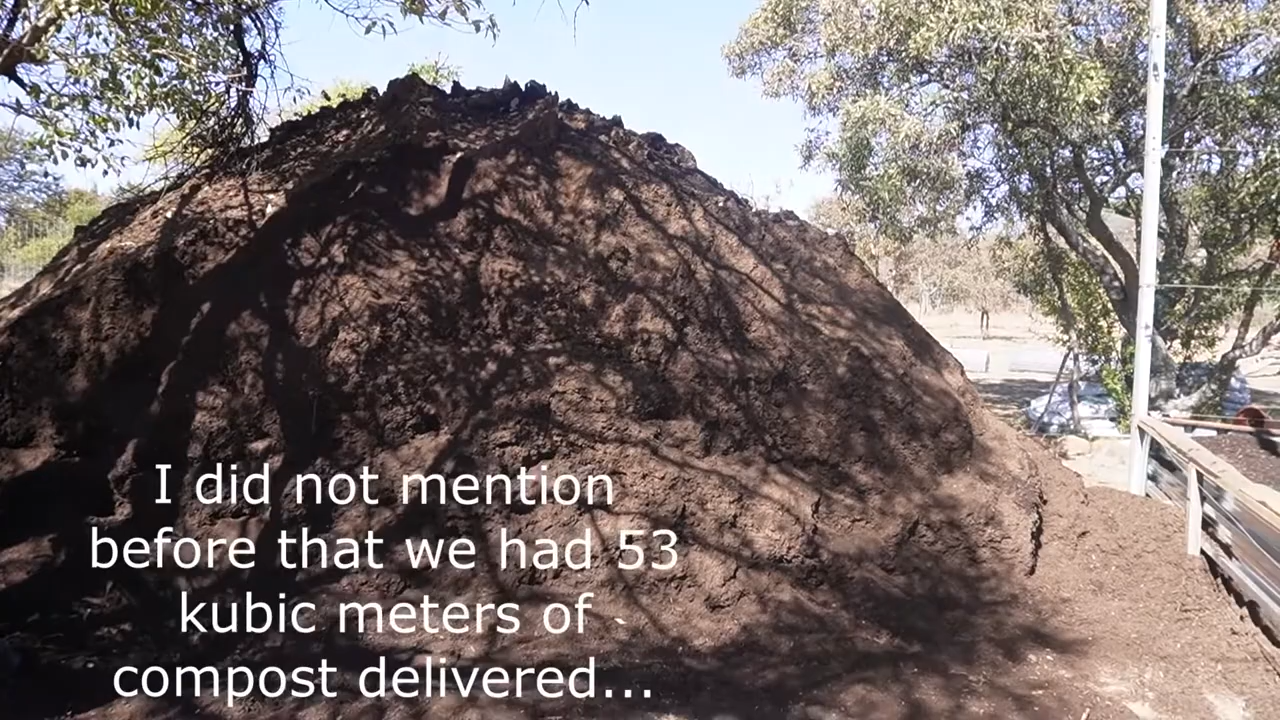 I did not mention
before that we had 53
kubic meters of
compost delivered...